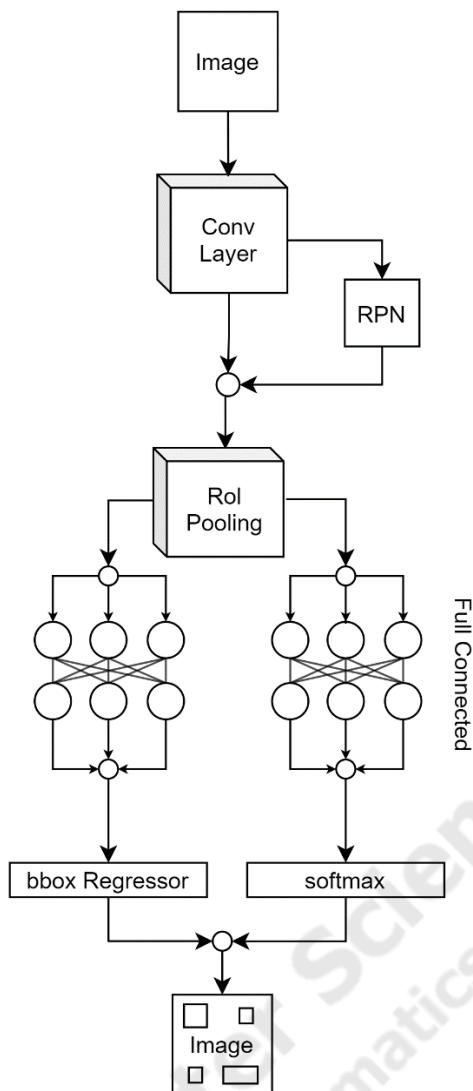 Image
Conv
Layer
RPN
RoI
Pooling
Full Connected
bbox Regressor
softmax
Image